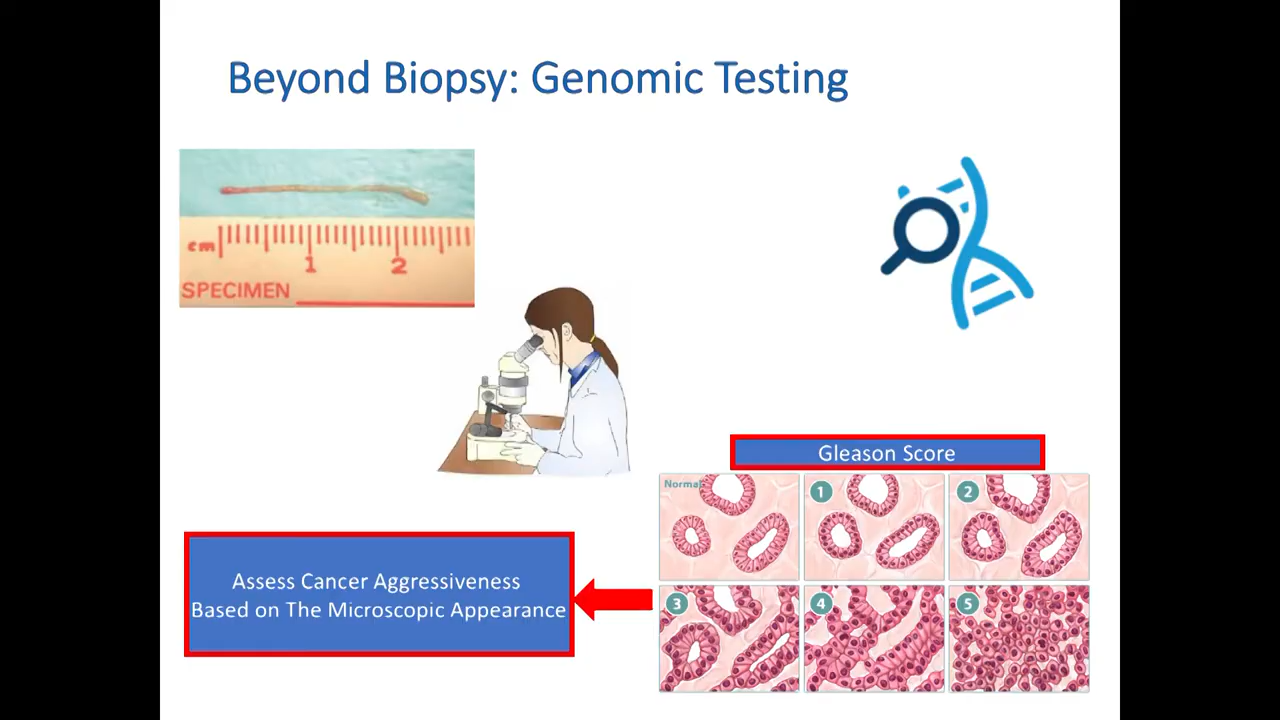 Beyond Biopsy: Genomic Testing
cm
1
2
SPECIMEN
Gleason Score
Normal
1
2
3
4
5
Assess Cancer Aggressiveness
Based on The Microscopic Appearance